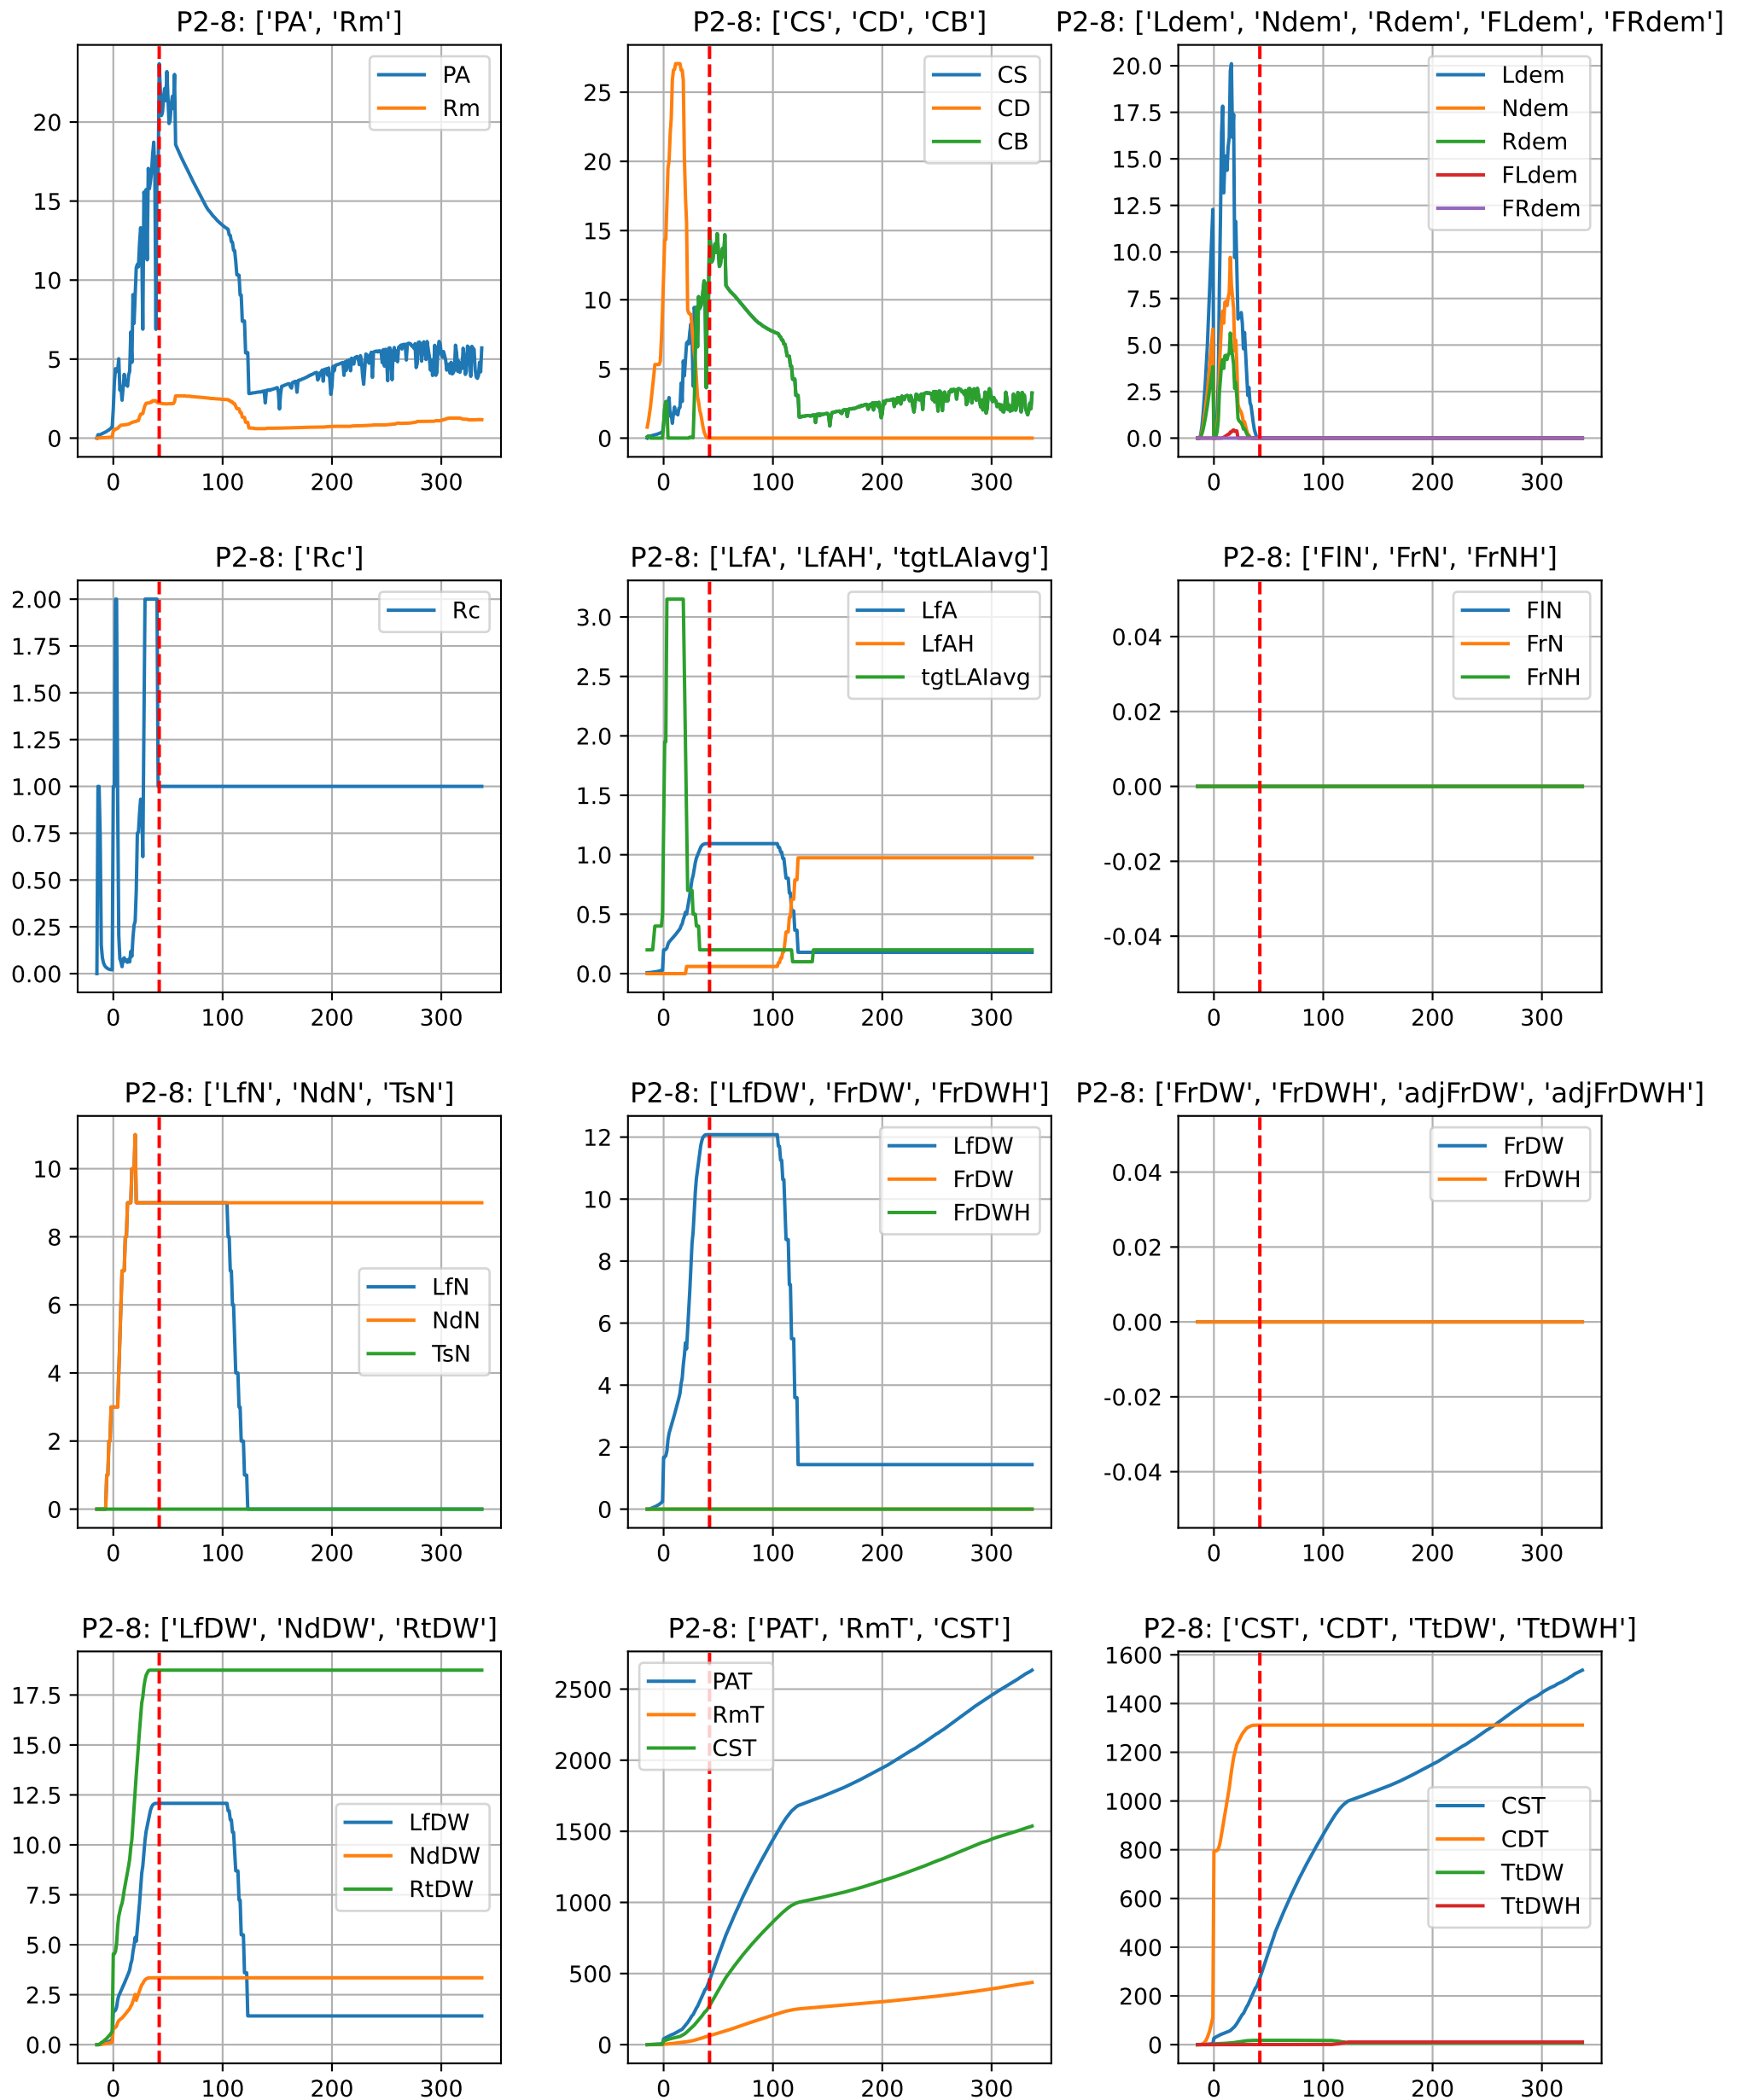 P2-8: ['PA', 'Rm']
PA
Rm
20
15
10
5
0
0 100 200 300
P2-8: ['CS', 'CD', 'CB']
CS
CD
CB
25
20
15
10
5
0
0 100 200 300
P2-8: ['Ldem', 'Ndem', 'Rdem', 'FLdem', 'FRdem']
Ldem
Ndem
Rdem
FLdem
FRdem
20.0
17.5
15.0
12.5
10.0
7.5
5.0
2.5
0.0
0 100 200 300
P2-8: ['Rc']
Rc
2.00
1.75
1.50
1.25
1.00
0.75
0.50
0.25
0.00
0 100 200 300
P2-8: ['LfA', 'LfAH', 'tgtLAIavg']
LfA
LfAH
tgtLAIavg
3.0
2.5
2.0
1.5
1.0
0.5
0.0
0 100 200 300
P2-8: ['FlN', 'FrN', 'FrNH']
FlN
FrN
FrNH
0.04
0.02
0.00
-0.02
-0.04
0 100 200 300
P2-8: ['LfN', 'NdN', 'TsN']
LfN
NdN
TsN
10
8
6
4
2
0
0 100 200 300
P2-8: ['LfDW', 'FrDW', 'FrDWH']
LfDW
FrDW
FrDWH
12
10
8
6
4
2
0
0 100 200 300
P2-8: ['FrDW', 'FrDWH', 'adjFrDW', 'adjFrDWH']
FrDW
FrDWH
0.04
0.02
0.00
-0.02
-0.04
0 100 200 300
P2-8: ['LfDW', 'NdDW', 'RtDW']
LfDW
NdDW
RtDW
17.5
15.0
12.5
10.0
7.5
5.0
2.5
0.0
0 100 200 300
P2-8: ['PAT', 'RmT', 'CST']
PAT
RmT
CST
2500
2000
1500
1000
500
0
0 100 200 300
P2-8: ['CST', 'CDT', 'TtDW', 'TtDWH']
CST
CDT
TtDW
TtDWH
1600
1400
1200
1000
800
600
400
200
0
0 100 200 300